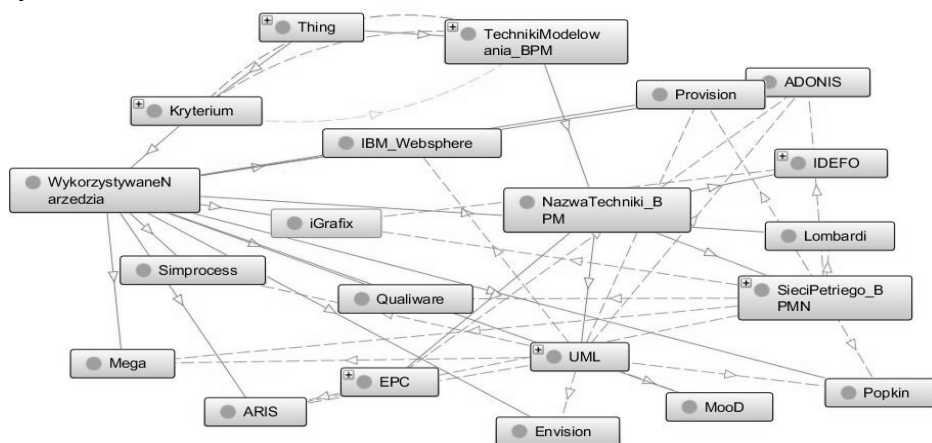 Thing
TechnikiModelow
ania_BPM
Provision
ADONIS
Kryterium
IBM_Websphere
IDEFO
WykorzystywaneN
arzedzia
NazwaTechniki_B
PM
iGrafix
Lombardi
Simprocess
Qualiware
SieciPetriego_B
PMN
Mega
UML
EPC
Popkin
ARIS
MooD
Envision